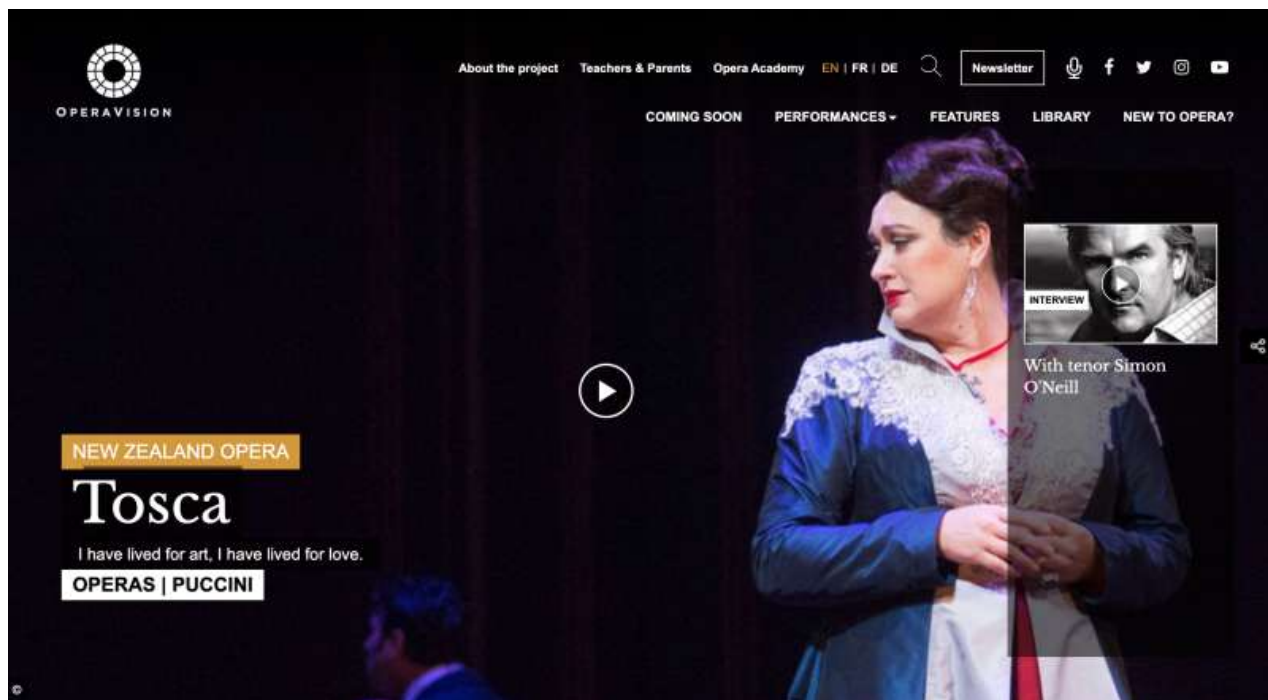 About the project Teachers & Parents Opera Academy EN | FR | DE Newsletter
OPERAVISION
COMING SOON PERFORMANCES FEATURES LIBRARY NEW TO OPERA?
INTERVIEW
With tenor Simon
O'Neill
NEW ZEALAND OPERA
Tosca
I have lived for art, I have lived for love.
OPERAS | PUCCINI
©